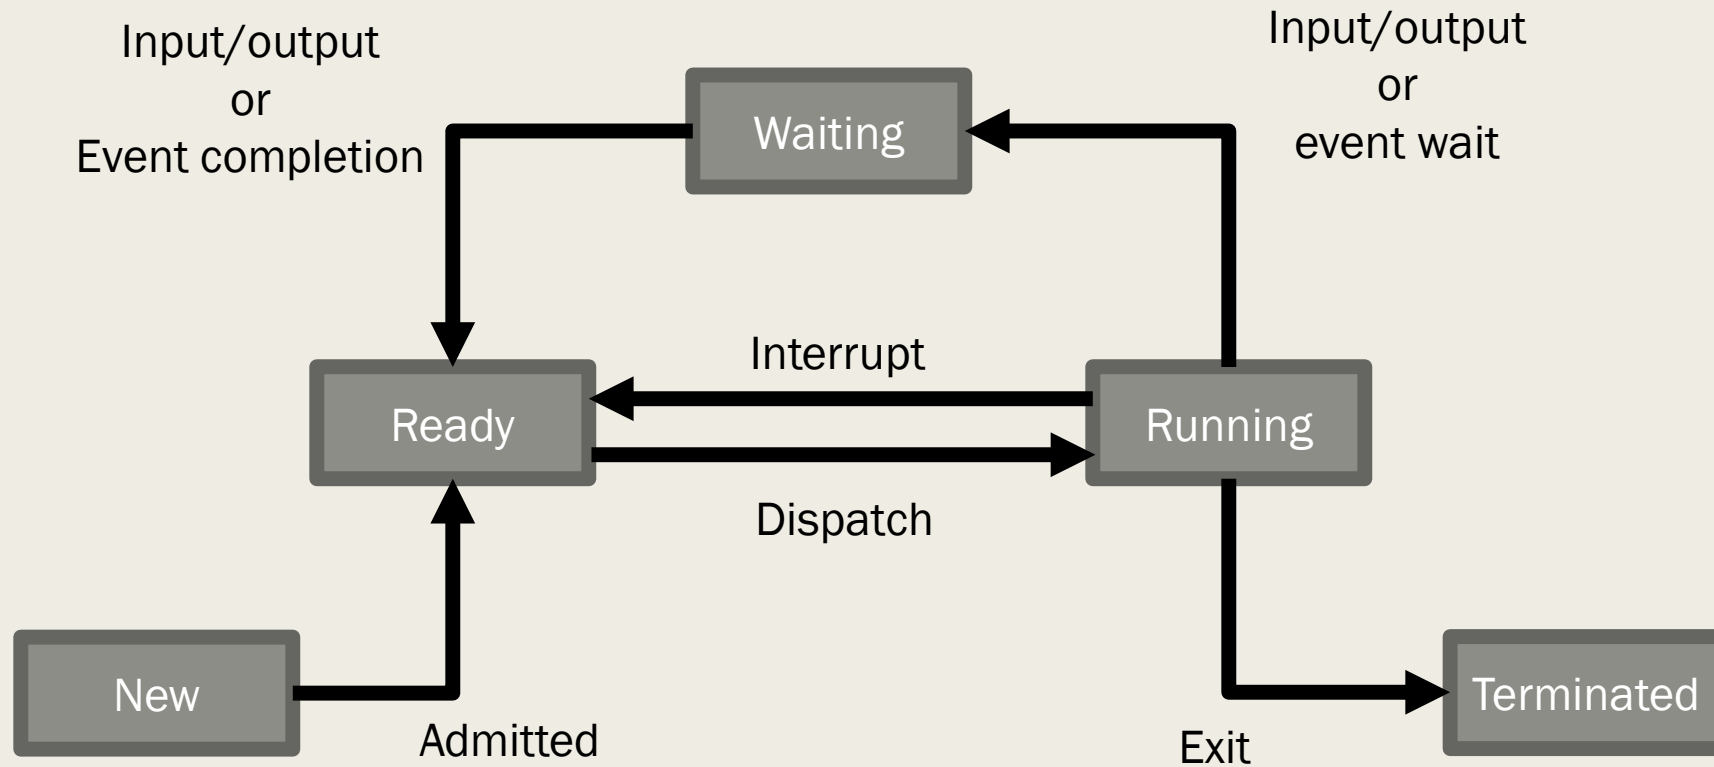 Input/output
or
Event completion
Input/output
or
event wait
Waiting
Interrupt
Ready
Running
Dispatch
New
Terminated
Admitted
Exit